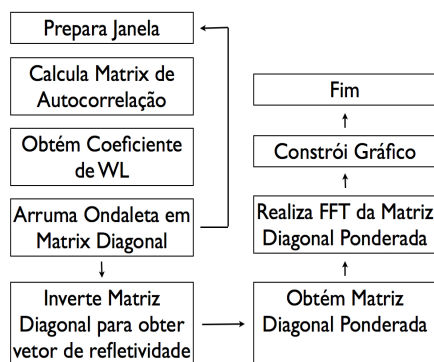 Prepara Janela
Calcula Matrix de
Autocorrelação
Obtém Coeficiente
de WL
Arruma Ondaleta em
Matrix Diagonal
Inverte Matriz
Diagonal para obter
vetor de refletividade
Obtém Matriz
Diagonal Ponderada
Realiza FFT da Matriz
Diagonal Ponderada
Constrói Gráfico
Fim